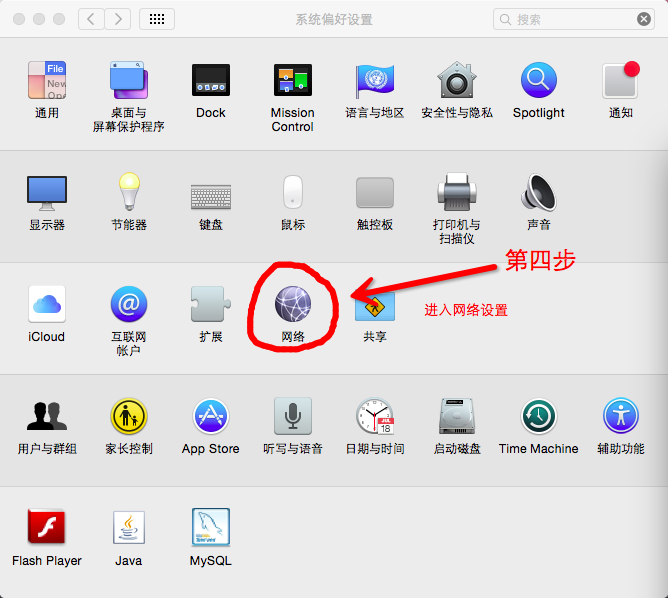 系统偏好设置
搜索
File
New
Ope
通用
桌面与
屏幕保护程序
Dock
Mission
Control
语言与地区
安全性与隐私
Spotlight
通知
显示器
节能器
键盘
鼠标
触控板
打印机与
扫描仪
声音
第四步
iCloud
互联网
帐户
扩展
网络
共享
进入网络设置
用户与群组
家长控制
App Store
听写与语音
日期与时间
JUL
18
启动磁盘
Time Machine
辅助功能
Flash Player
Java
MySQL